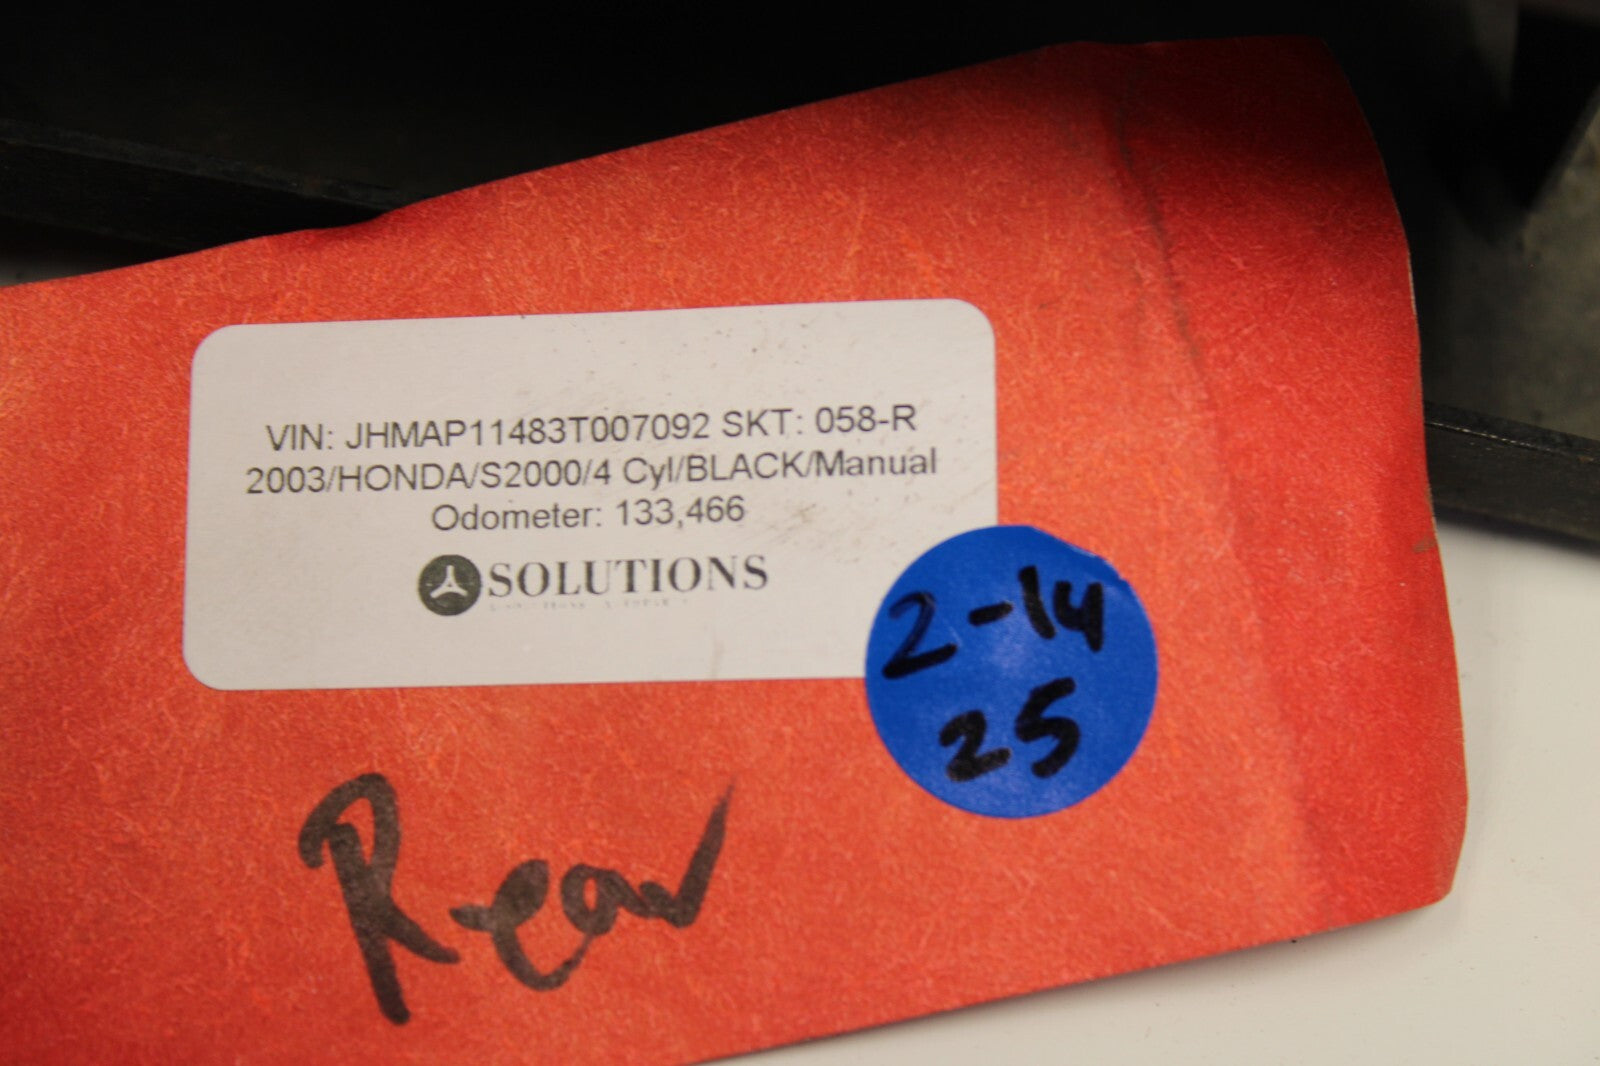 VIN: JHMAP11483T007092 SKT: 058-R
2003/HONDA/S2000/4 Cyl/BLACK/Manual
Odometer: 133,466
SOLUTIONS
2-14
25
Rear